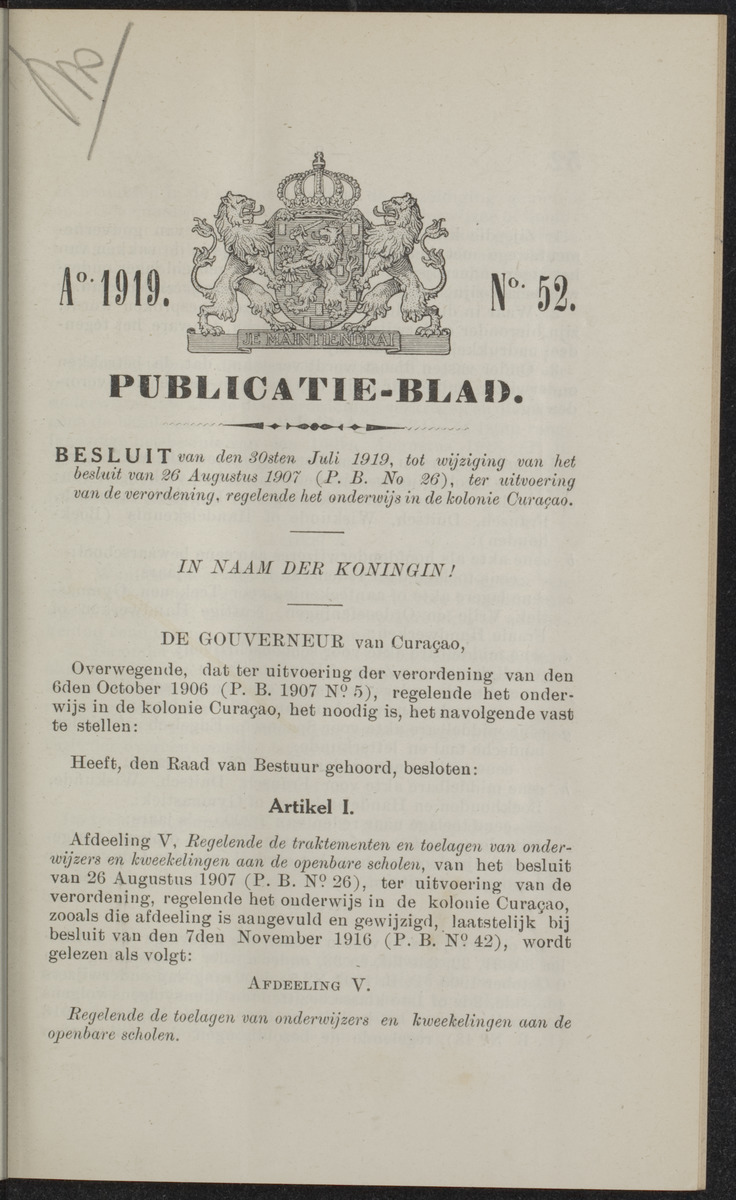 Ao. 1919.
No. 52.
JE MAINTIENDRAI
PUBLICATIE-BLAD.
BESLUIT van den 30sten Juli 1919, tot wijziging van het
besluit van 26 Augustus 1907 (P. B. No 26), ter uitvoering
van de verordening, regelende het onderwijs in de kolonie Curaçao.
IN NAAM DER KONINGIN!
DE GOUVERNEUR van Curaçao,
Overwegende, dat ter uitvoering der verordening van den
6den October 1906 (P. B. 1907 No 5), regelende het onder-
wijs in de kolonie Curaçao, het noodig is, het navolgende vast
te stellen:
Heeft, den Raad van Bestuur gehoord, besloten:
Artikel I.
Afdeeling V, Regelende de traktementen en toelagen van onder-
wijzers en kweekelingen aan de openbare scholen, van het besluit
van 26 Augustus 1907 (P. B. No 26), ter uitvoering van de
verordening, regelende het onderwijs in de kolonie Curaçao,
zooals die afdeeling is aangevuld en gewijzigd, laatstelijk bij
besluit van den 7den November 1916 (P. B. No 42), wordt
gelezen als volgt:
AFDEELING V.
Regelende de toelagen van onderwijzers en kweekelingen aan de
openbare scholen.